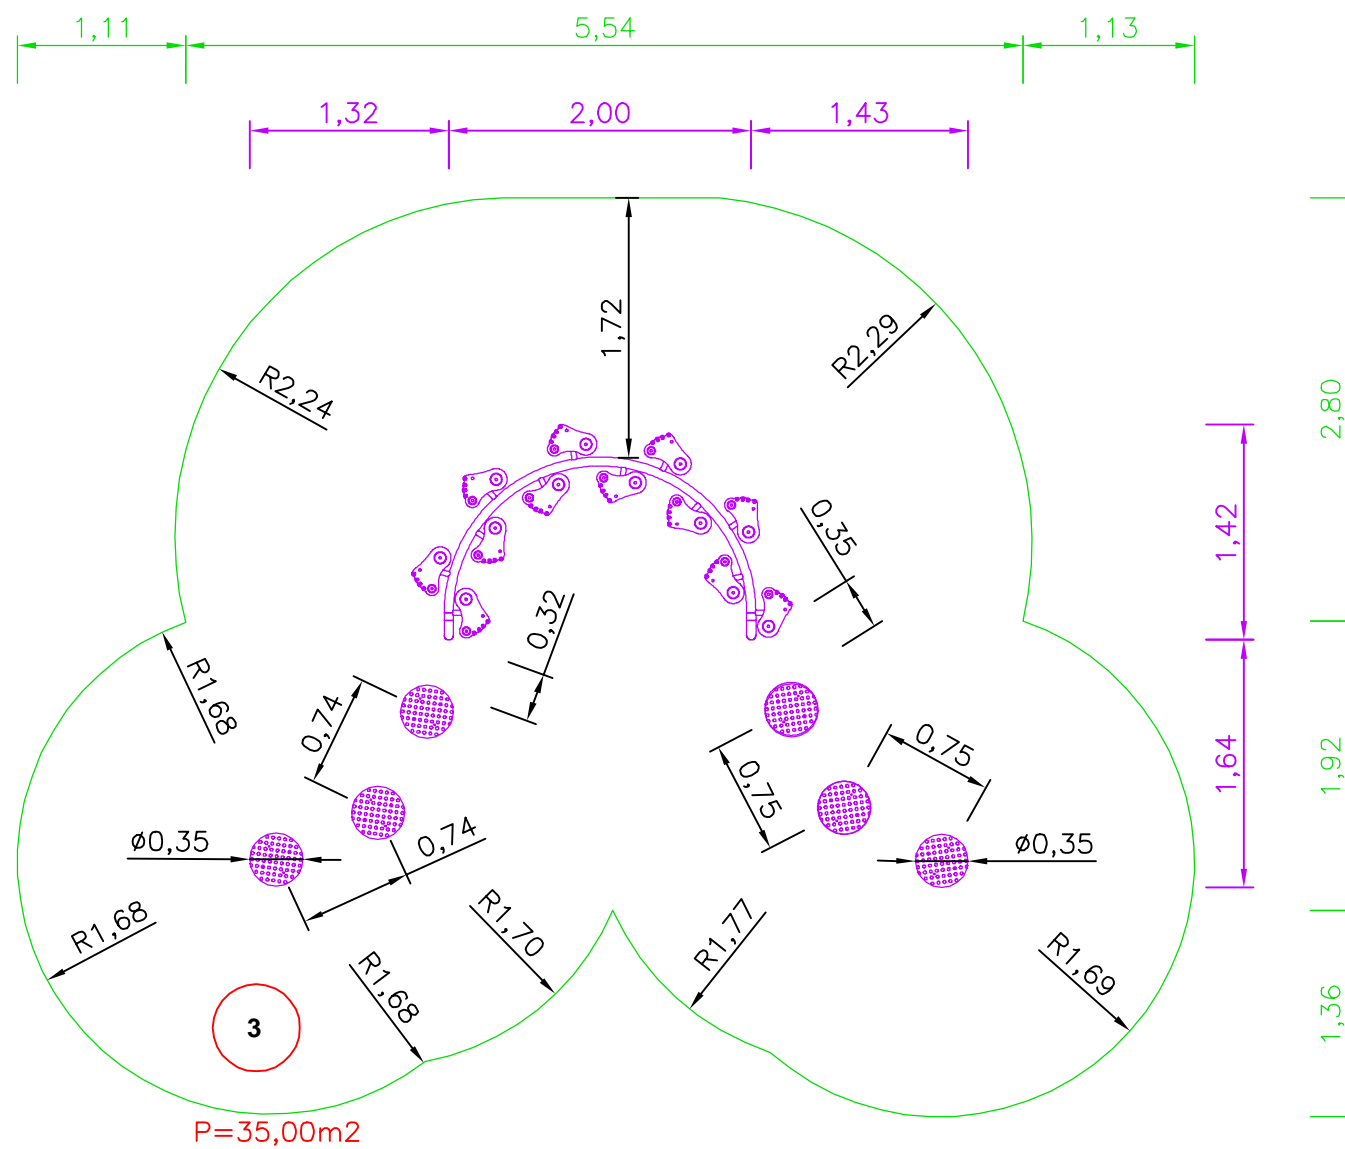 1,11
5,54
1,13
1,32
2,00
1,43
1,72
R2,24
R2,29
2,80
1,42
0,35
0,32
R1,68
0,74
0,75
0,75
1,64
1,92
ø0,35
0,74
ø0,35
R1,68
R1,70
R1,77
R1,69
R1,68
1,36
3
P=35,00m2